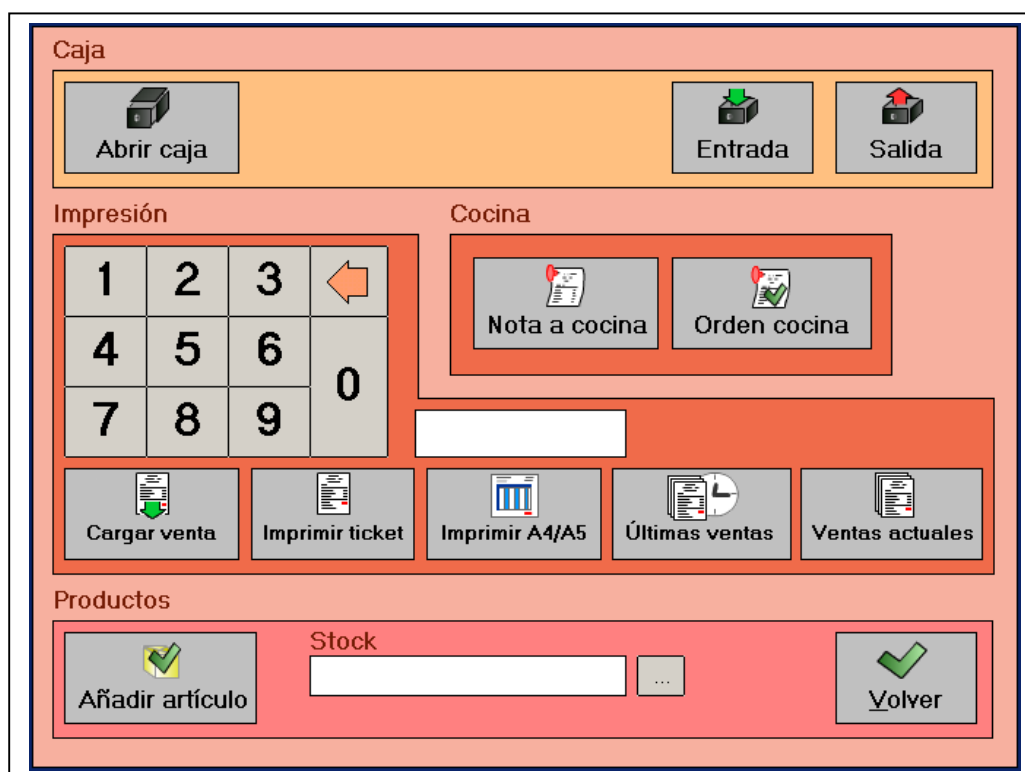 Caja
Abrir caja
Entrada
Salida
Impresión
Cocina
1 2 3
4 5 6
0
7 8 9
Nota a cocina
Orden cocina
Cargar venta
Imprimir ticket
Imprimir A4/A5
Últimas ventas
Ventas actuales
Productos
Añadir artículo
Stock
...
Volver